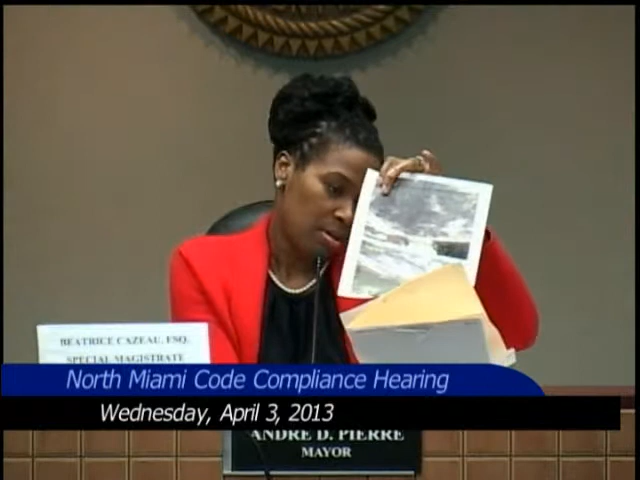 BEATRICE CAZEAU, ESQ.
SPECIAL MAGISTRATE
North Miami Code Compliance Hearing
Wednesday, April 3, 2013
ANDRE D. PIERRE
MAYOR